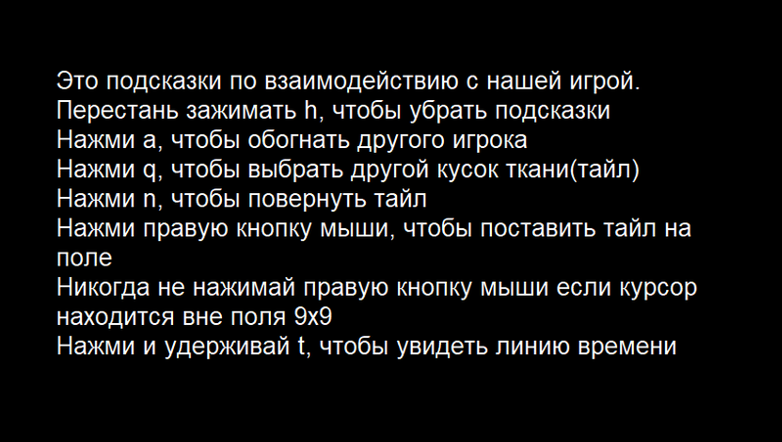 Это подсказки по взаимодействию с нашей игрой.
Перестань зажимать h, чтобы убрать подсказки
Нажми a, чтобы обогнать другого игрока
Нажми q, чтобы выбрать другой кусок ткани(тайл)
Нажми n, чтобы повернуть тайл
Нажми правую кнопку мыши, чтобы поставить тайл на
поле
Никогда не нажимай правую кнопку мыши если курсор
находится вне поля 9x9
Нажми и удерживай t, чтобы увидеть линию времени